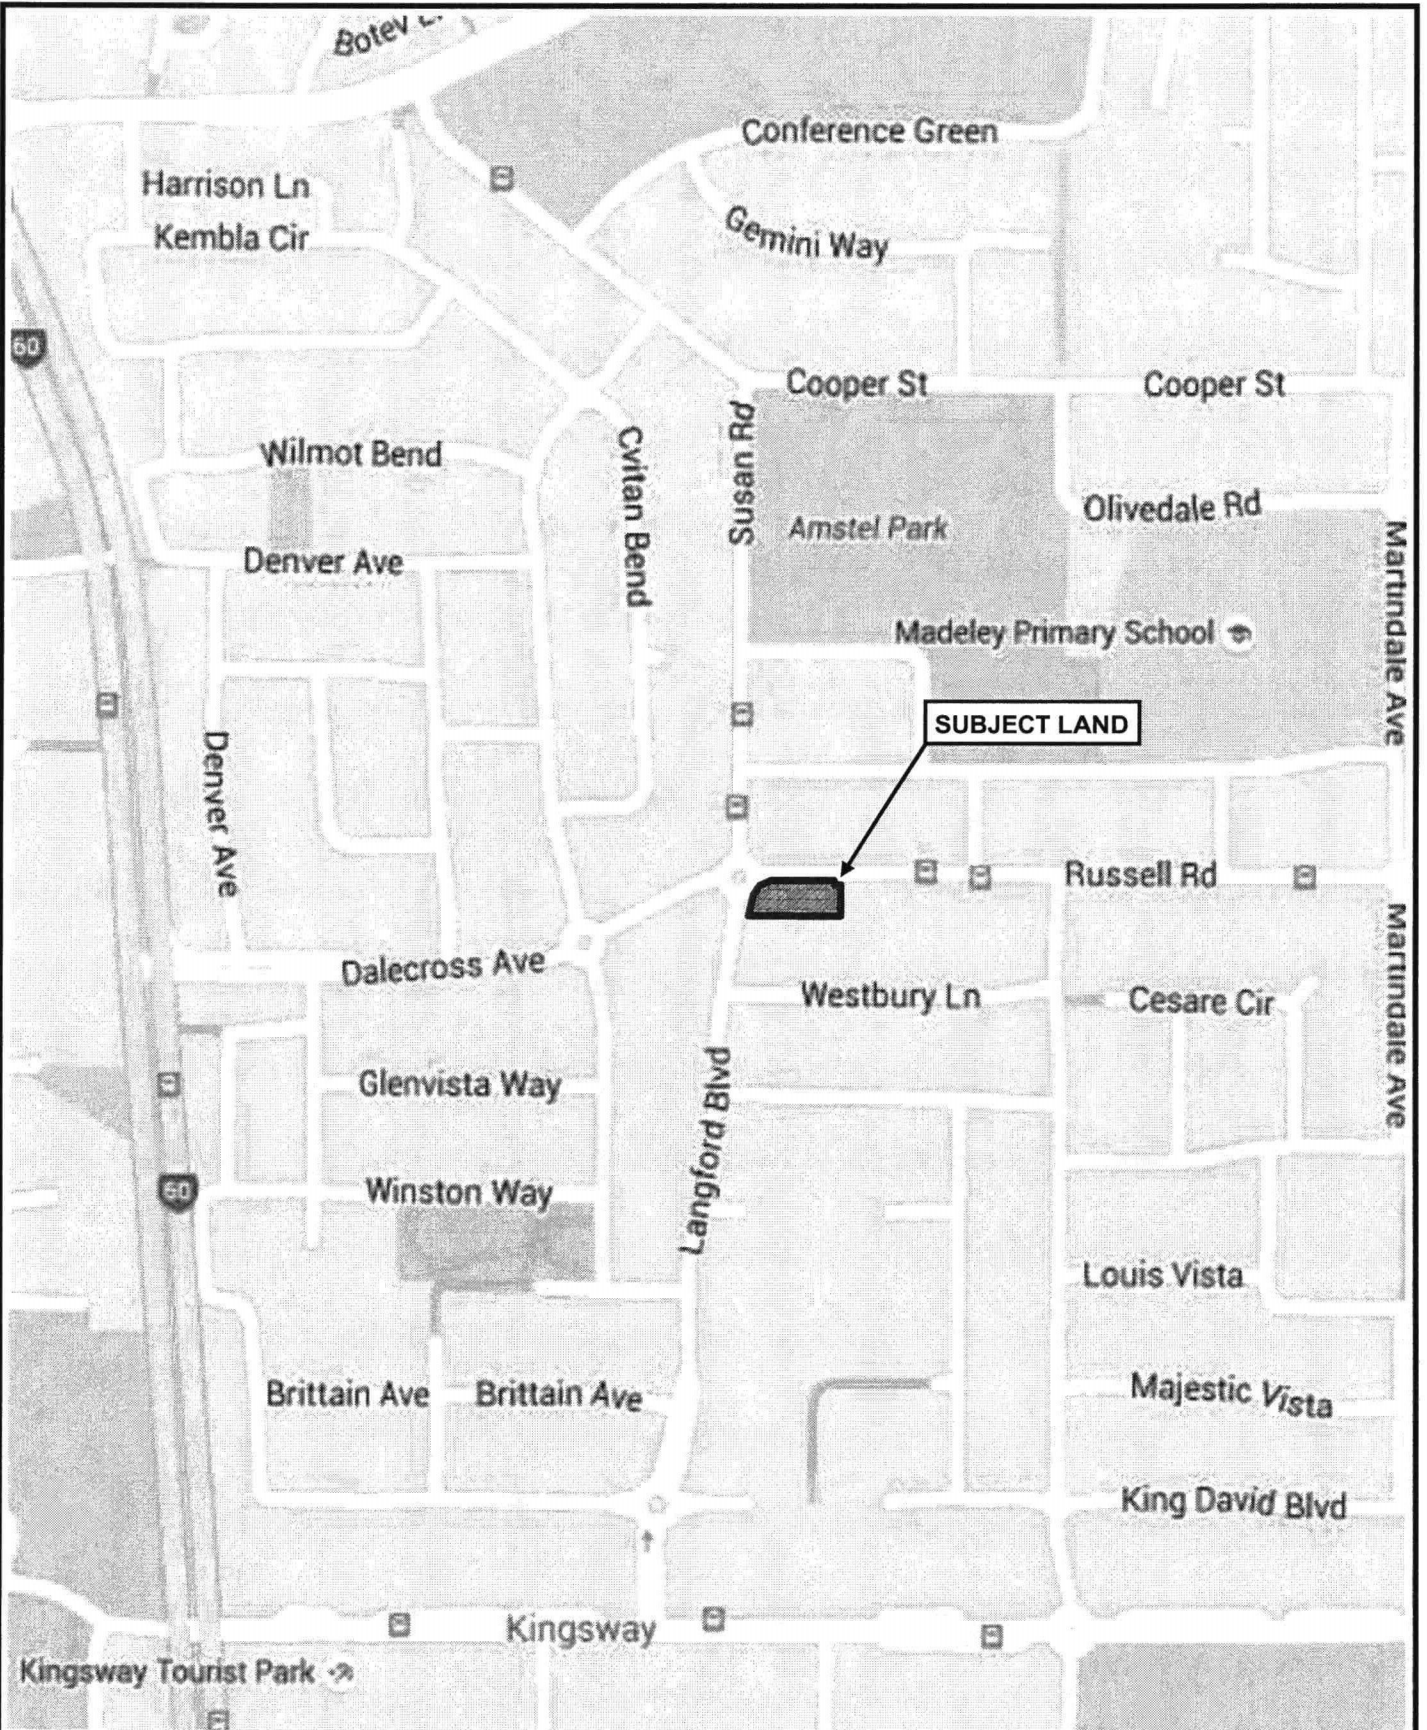 Botev
Conference Green
Harrison Ln
Gemini Way
Kembla Cir
60
Cooper St
Cooper St
Susan Rd
Wilmot Bend
Cvitan Bend
Olivedale Rd
Amstel Park
Denver Ave
Martindale Ave
Madeley Primary School
SUBJECT LAND
Denver Ave
Russell Rd
Dalecross Ave
Westbury Ln
Cesare Cir
Martindale Ave
Glenvista Way
Langford Blvd
60
Winston Way
Louis Vista
Brittain Ave
Brittain Ave
Majestic Vista
King David Blvd
Kingsway
Kingsway Tourist Park